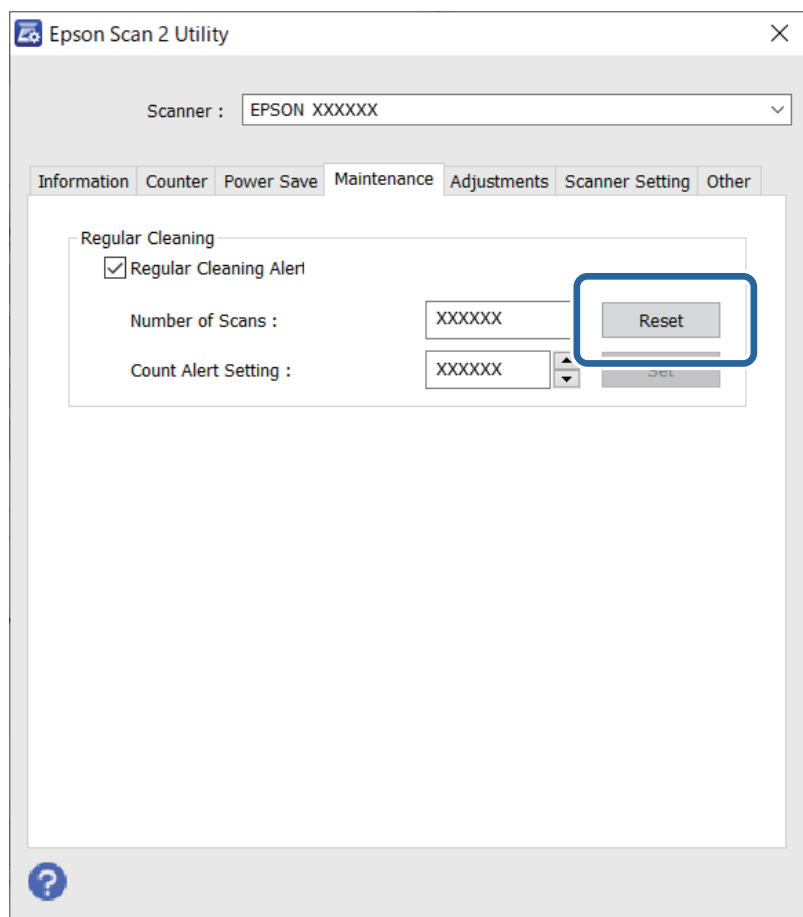 Epson Scan 2 Utility
Scanner : EPSON XXXXXX
Information Counter Power Save Maintenance Adjustments Scanner Setting Other
Regular Cleaning
Regular Cleaning Alert
Number of Scans : XXXXXX Reset
Count Alert Setting : XXXXXX Set
?